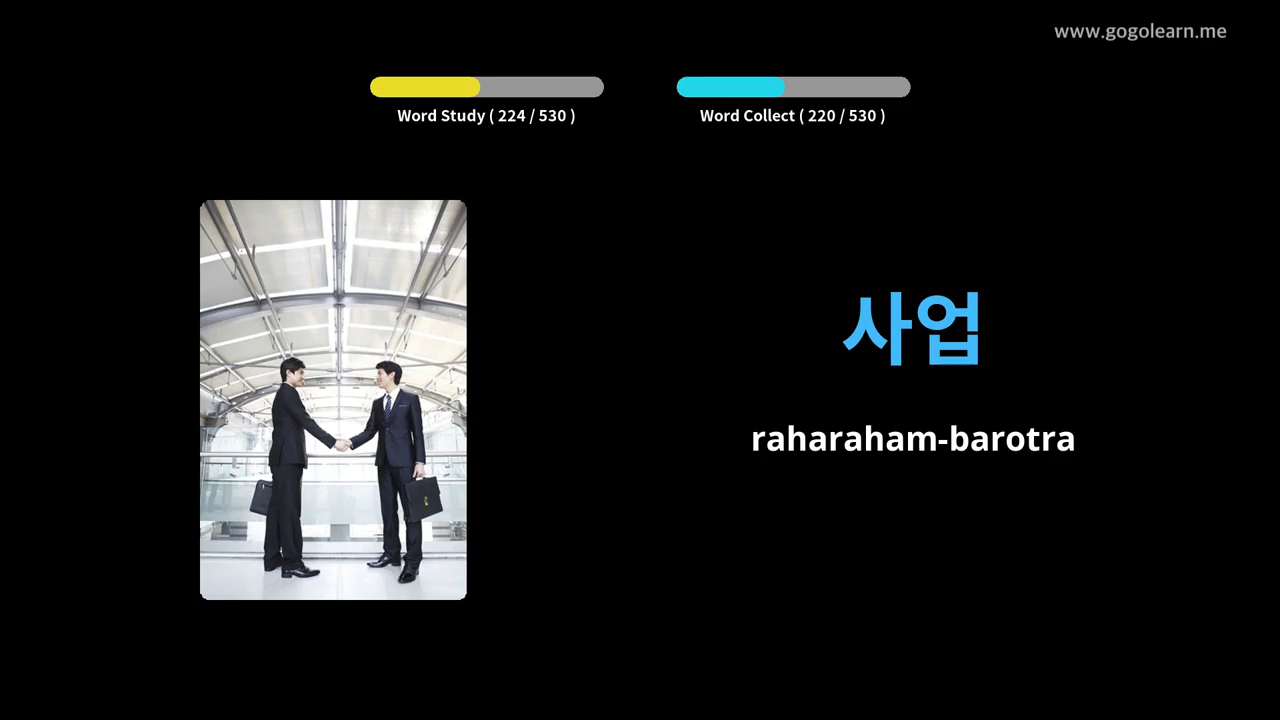 www.gogolearn.me
Word Study ( 224 / 530 )
Word Collect ( 220 / 530 )
사업
raharaham-barotra